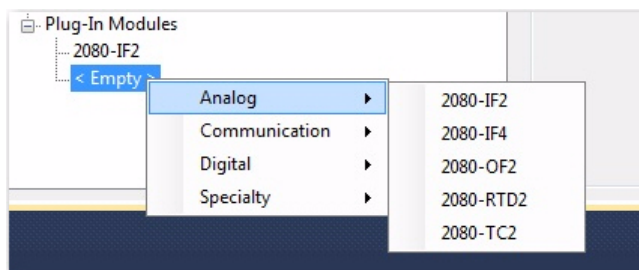 Plug-In Modules
2080-IF2
< Empty >
Analog
Communication
Digital
Specialty
2080-IF2
2080-IF4
2080-OF2
2080-RTD2
2080-TC2